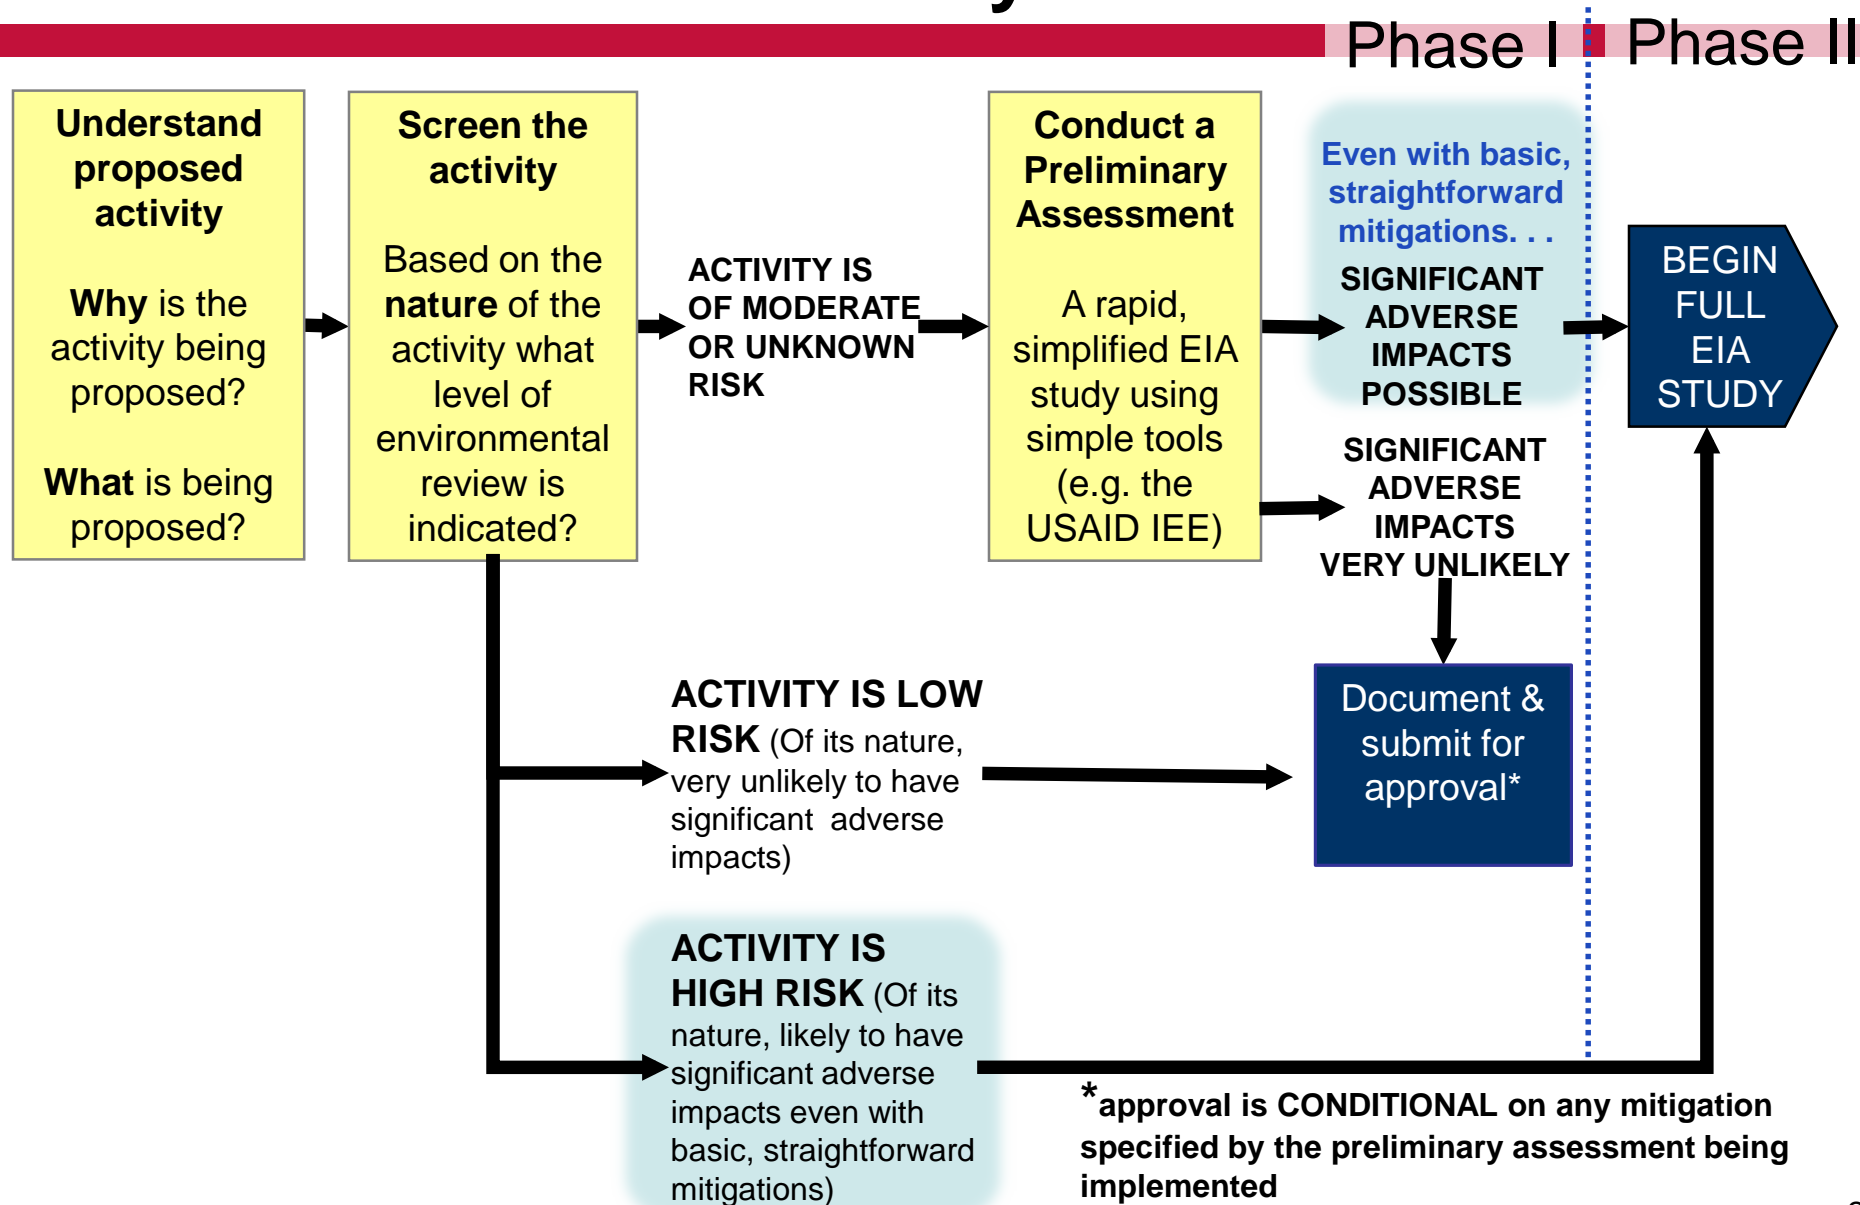 Phase I
Phase II
Understand
proposed
activity
Why is the
activity being
proposed?
What is being
proposed?
Screen the
activity
Based on the
nature of the
activity what
level of
environmental
review is
indicated?
ACTIVITY IS
OF MODERATE
OR UNKNOWN
RISK
Conduct a
Preliminary
Assessment
A rapid,
simplified EIA
study using
simple tools
(e.g. the
USAID IEE)
Even with basic,
straightforward
mitigations. . .
SIGNIFICANT
ADVERSE
IMPACTS
POSSIBLE
SIGNIFICANT
ADVERSE
IMPACTS
VERY UNLIKELY
BEGIN
FULL
EIA
STUDY
ACTIVITY IS LOW
RISK (Of its nature,
very unlikely to have
significant  adverse
impacts)
Document &
submit for
approval*
ACTIVITY IS
HIGH RISK (Of its
nature, likely to have
significant adverse
impacts even with
basic, straightforward
mitigations)
*approval is CONDITIONAL on any mitigation
specified by the preliminary assessment being
implemented